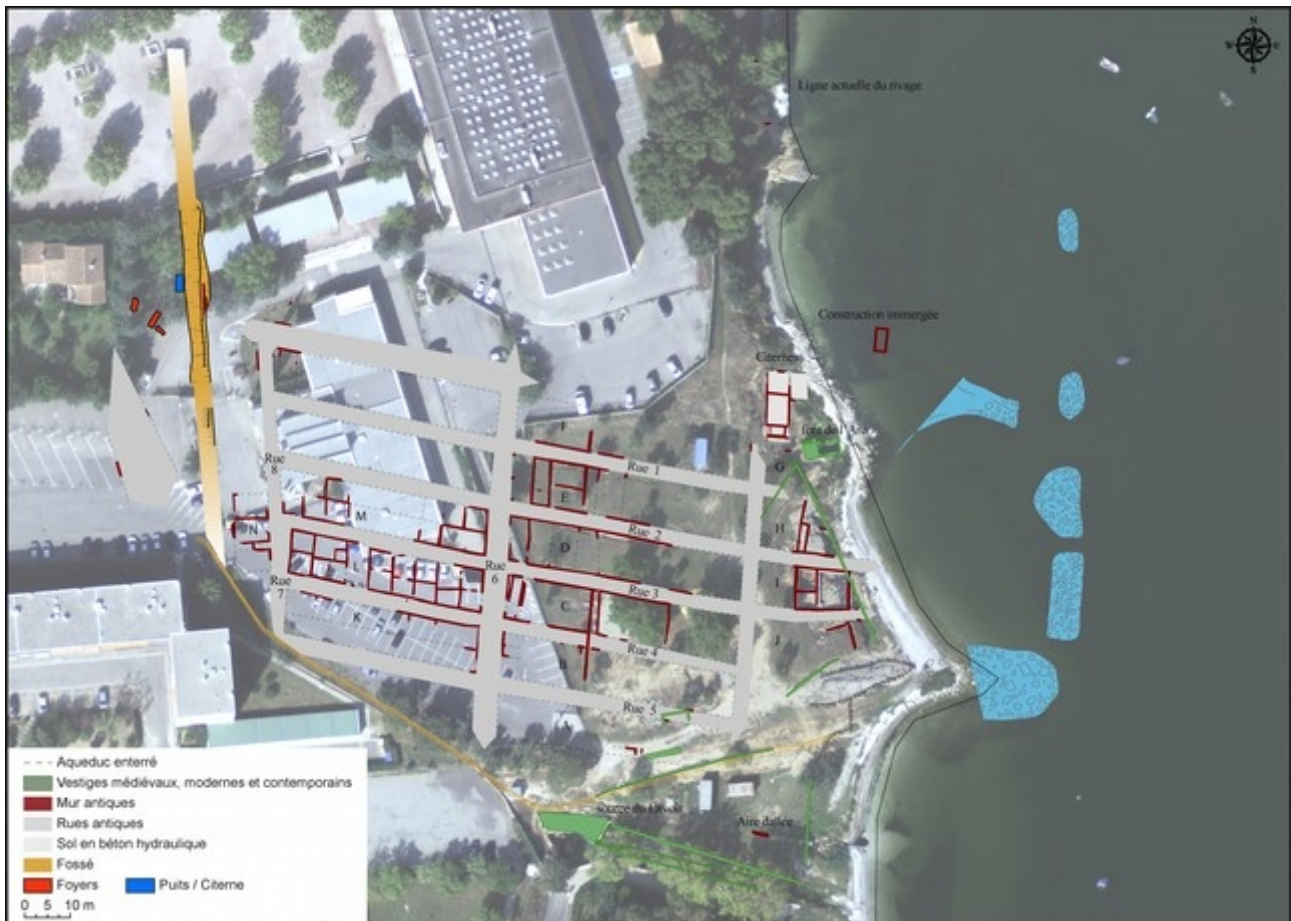 N
W E
S
Ligne actuelle du rivage
Construction immergée
Citernes
four à
F
G
Rue 1
Rue
8
E
M
Rue 2
H
N
D
L
Rue
6
I
Rue 3
Rue
7
C
K
J
Rue 4
B
Rue 5
A
source du
Aire dallée
Aqueduc enterré
Vestiges médiévaux, modernes et contemporains
Mur antiques
Rues antiques
Sol en béton hydraulique
Fossé
Foyers
Puits / Citerne
0 5 10 m